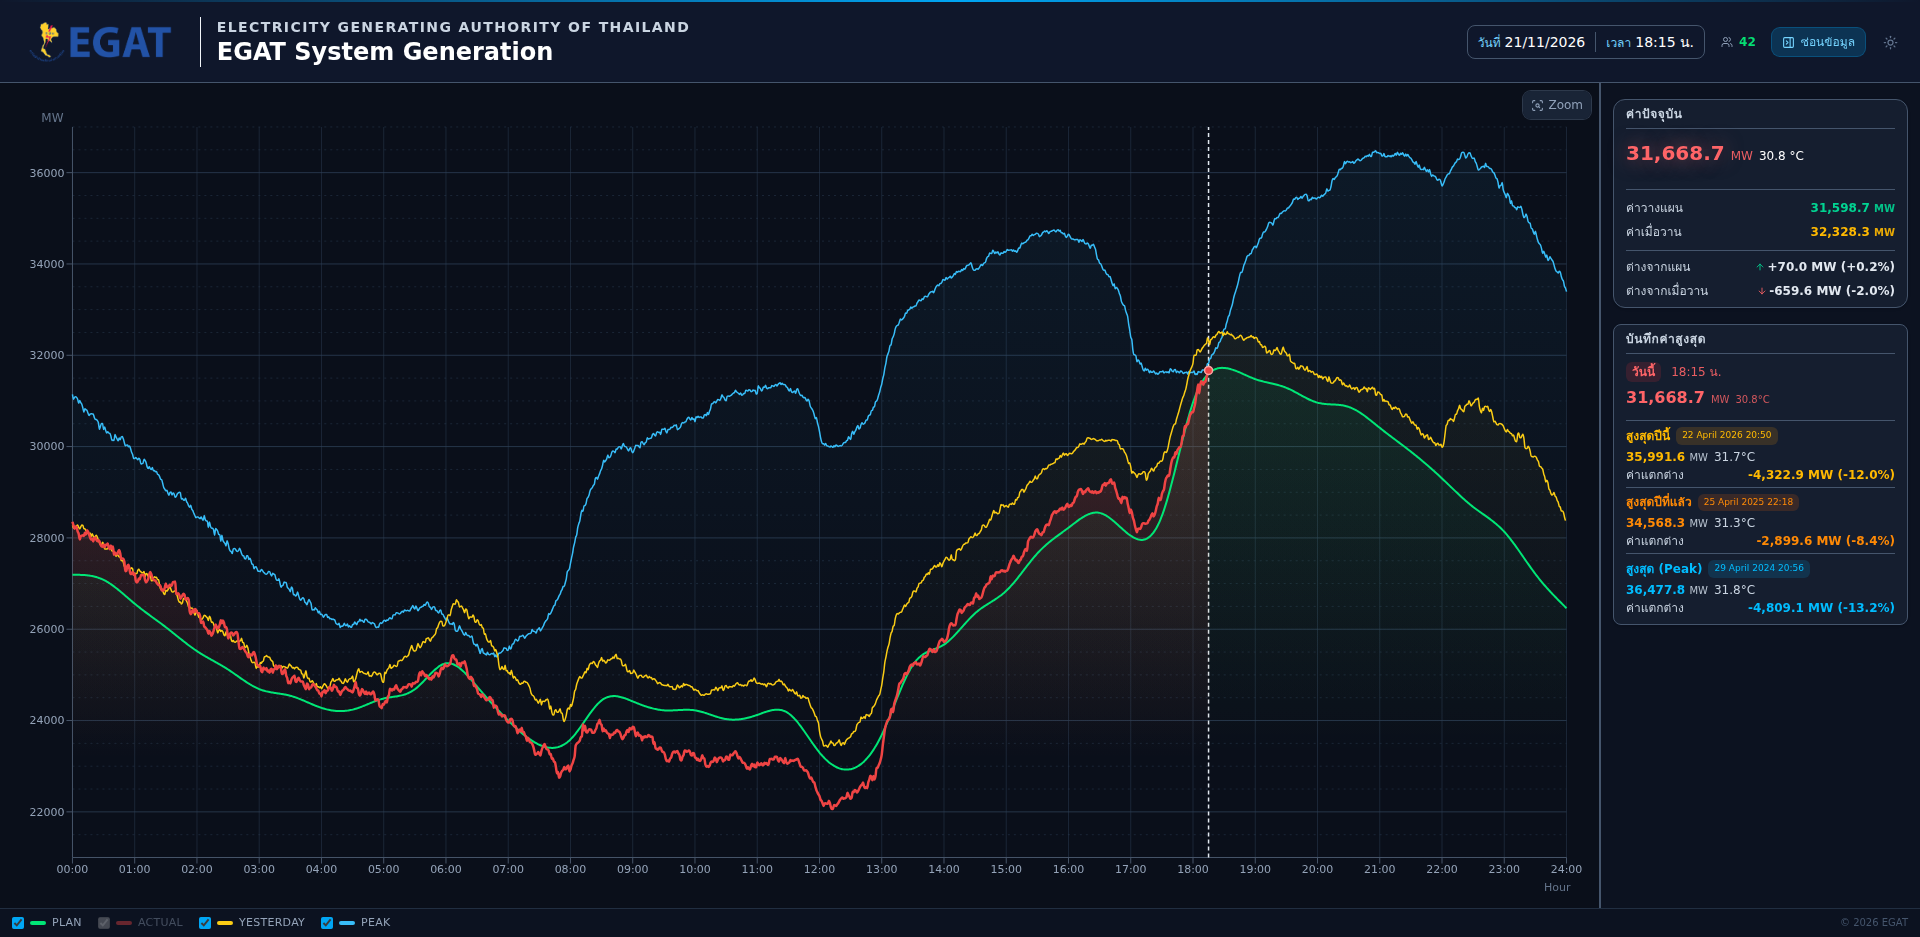 EGAT
ELECTRICITY GENERATING AUTHORITY OF THAILAND
EGAT System Generation
วันที่ 21/11/2026 เวลา 18:15 น.
42
ซ่อนข้อมูล
Zoom
MW
36000
34000
32000
30000
28000
26000
24000
22000
00:00 01:00 02:00 03:00 04:00 05:00 06:00 07:00 08:00 09:00 10:00 11:00 12:00 13:00 14:00 15:00 16:00 17:00 18:00 19:00 20:00 21:00 22:00 23:00 24:00
Hour
ค่าปัจจุบัน
31,668.7 MW 30.8 °C
ค่าวางแผน 31,598.7 MW
ค่าเมื่อวาน 32,328.3 MW
ต่างจากแผน ↑ +70.0 MW (+0.2%)
ต่างจากเมื่อวาน ↓ -659.6 MW (-2.0%)
บันทึกค่าสูงสุด
วันนี้ 18:15 น.
31,668.7 MW 30.8°C
สูงสุดปีนี้ 22 April 2026 20:50
35,991.6 MW 31.7°C
ค่าแตกต่าง -4,322.9 MW (-12.0%)
สูงสุดปีที่แล้ว 25 April 2025 22:18
34,568.3 MW 31.3°C
ค่าแตกต่าง -2,899.6 MW (-8.4%)
สูงสุด (Peak) 29 April 2024 20:56
36,477.8 MW 31.8°C
ค่าแตกต่าง -4,809.1 MW (-13.2%)
PLAN ACTUAL YESTERDAY PEAK
© 2026 EGAT